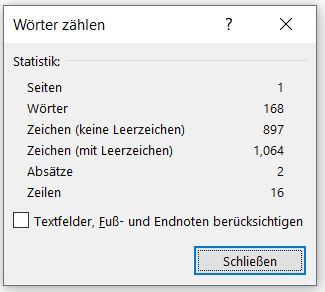 Wörter zählen ?
Statistik:
Seiten 1
Wörter 168
Zeichen (keine Leerzeichen) 897
Zeichen (mit Leerzeichen) 1,064
Absätze 2
Zeilen 16
Textfelder, Fuß- und Endnoten berücksichtigen
Schließen